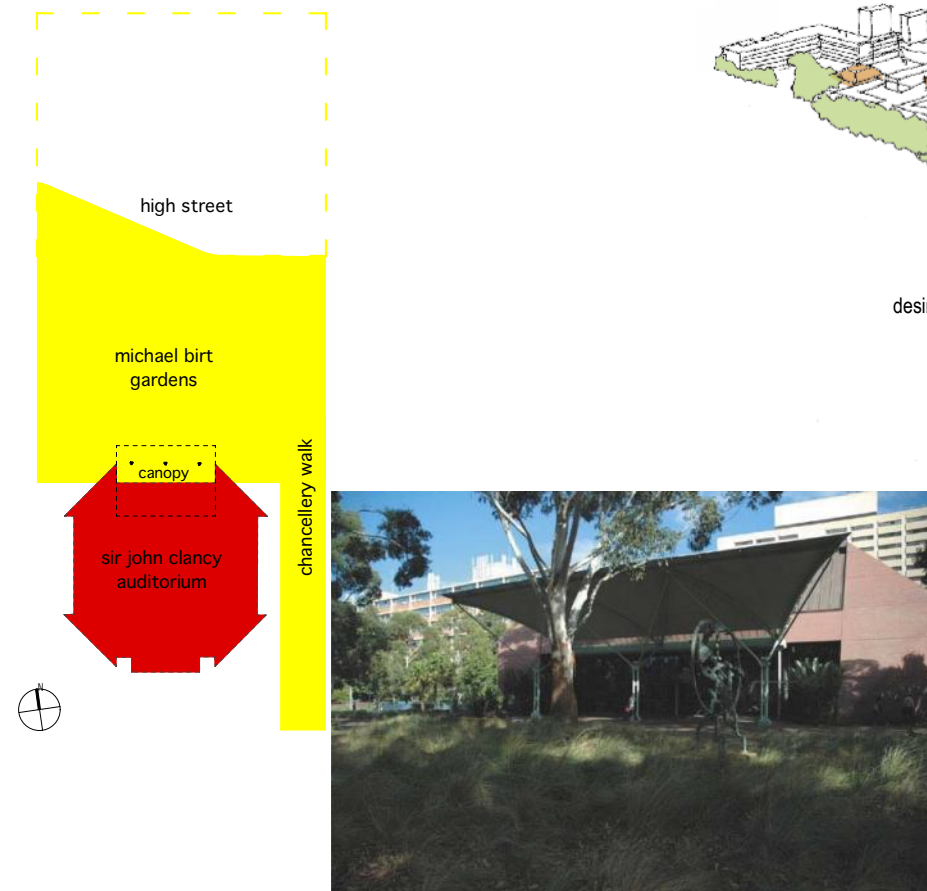 high street
michael birt
gardens
canopy
chancellery walk
sir john clancy
auditorium
N